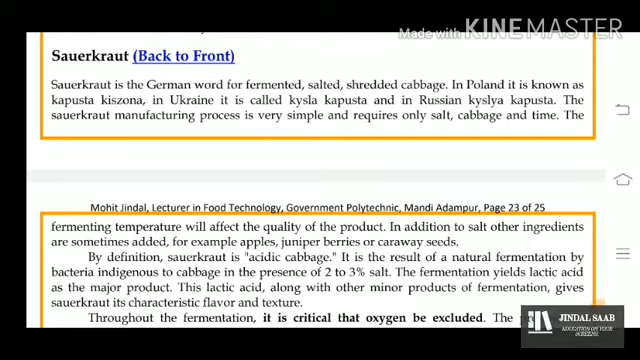 Made with KINEMASTER
Sauerkraut (Back to Front)
Sauerkraut is the German word for fermented, salted, shredded cabbage. In Poland it is known as
kapusta kiszona, in Ukraine it is called kysla kapusta and in Russian kyslya kapusta. The
sauerkraut manufacturing process is very simple and requires only salt, cabbage and time. The
Mohit Jindal, Lecturer in Food Technology, Government Polytechnic, Mandi Adampur, Page 23 of 25
fermenting temperature will affect the quality of the product. In addition to salt other ingredients
are sometimes added, for example apples, juniper berries or caraway seeds.
By definition, sauerkraut is "acidic cabbage." It is the result of a natural fermentation by
bacteria indigenous to cabbage in the presence of 2 to 3% salt. The fermentation yields lactic acid
as the major product. This lactic acid, along with other minor products of fermentation, gives
sauerkraut its characteristic flavor and texture.
Throughout the fermentation, it is critical that oxygen be excluded. The
JINDAL SAAB
EDUCATION ON YOUR
SCREEN